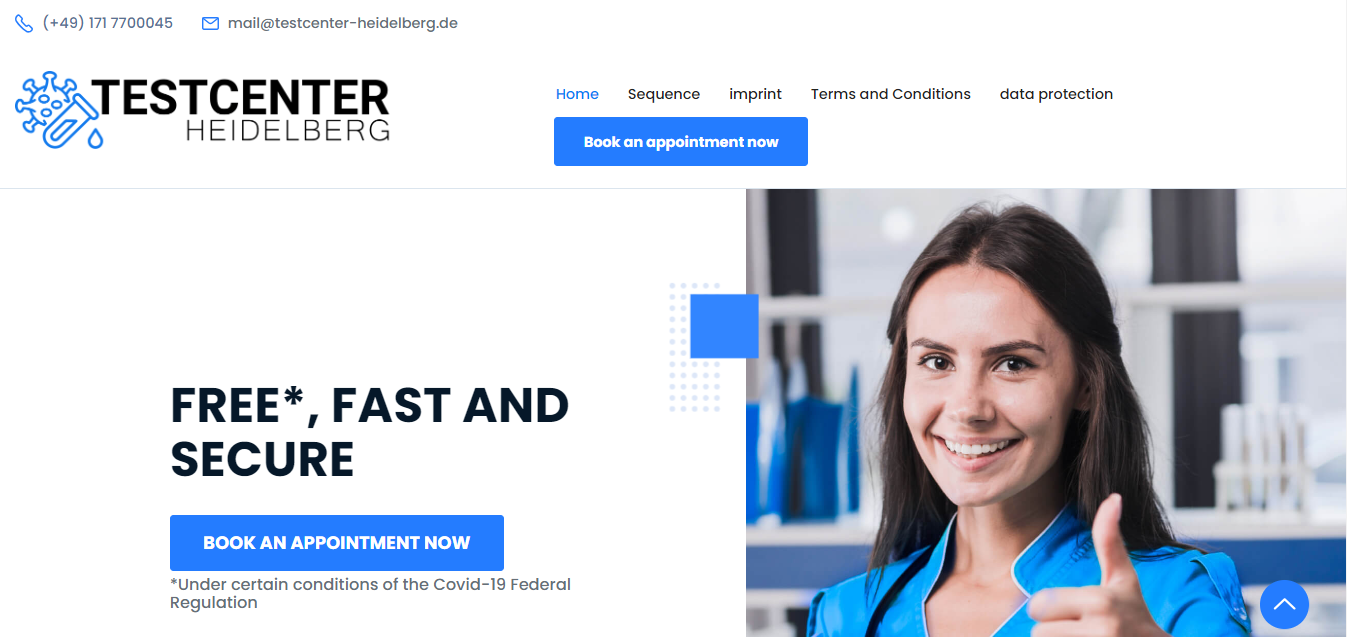 (+49) 171 7700045 mail@testcenter-heidelberg.de
TESTCENTER
HEIDELBERG
Home Sequence imprint Terms and Conditions data protection
Book an appointment now
FREE*, FAST AND
SECURE
BOOK AN APPOINTMENT NOW
*Under certain conditions of the Covid-19 Federal
Regulation